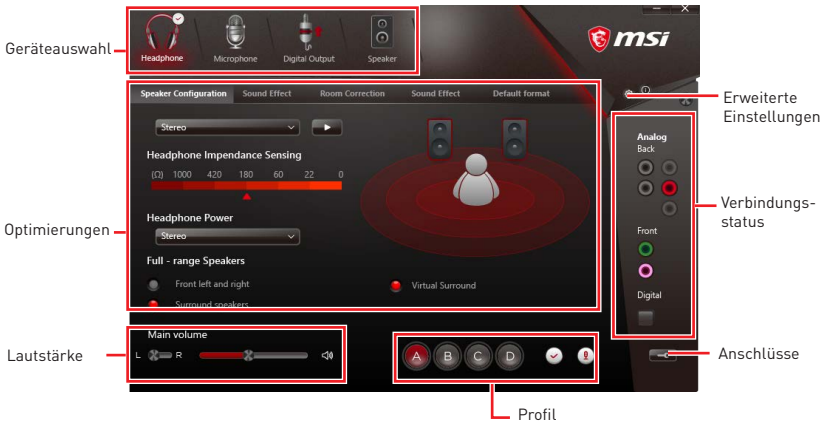 msi
Geräteauswahl
Headphone Microphone Digital Output Speaker
Speaker Configuration Sound Effect Room Correction Sound Effect Default format
Erweiterte
Einstellungen
Stereo
Headphone Impendance Sensing
(Ω) 1000 420 180 60 22 0
Headphone Power
Stereo
Optimierungen
Full - range Speakers
Front left and right
Virtual Surround
Surround speakers
Analog
Back
Verbindungs-
status
Front
Digital
Main volume
L R
Lautstärke
A B C D
Anschlüsse
Profil